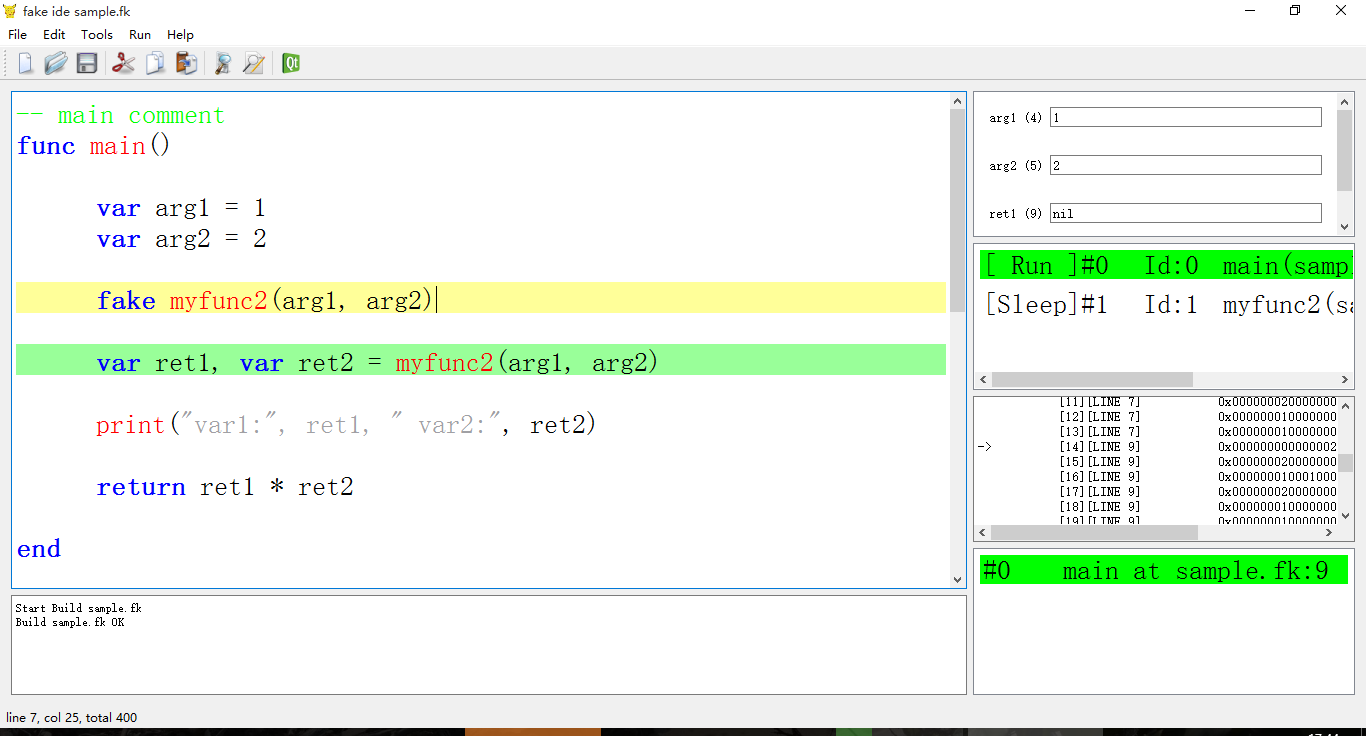 fake ide sample.fk
File Edit Tools Run Help
Qt
-- main comment
func main()
var arg1 = 1
var arg2 = 2
fake myfunc2(arg1, arg2)
var ret1, var ret2 = myfunc2(arg1, arg2)
print("var1:", ret1, " var2:", ret2)
return ret1 * ret2
end
Start Build sample.fk
Build sample.fk OK
arg1 (4) 1
arg2 (5) 2
ret1 (9) nil
[ Run ]#0 Id:0 main(samp
[Sleep]#1 Id:1 myfunc2(sa
[11][LINE 7] 0x000000020000000
[12][LINE 7] 0x000000010000000
[13][LINE 7] 0x000000010000000
-> [14][LINE 9] 0x000000000000002
[15][LINE 9] 0x000000020000000
[16][LINE 9] 0x000000010001000
[17][LINE 9] 0x000000020000000
[18][LINE 9] 0x000000010000000
[19][LINE 9] 0x000000010000000
#0 main at sample.fk:9
line 7, col 25, total 400